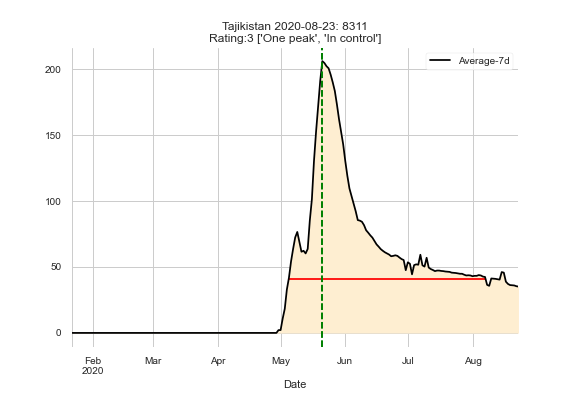 Tajikistan 2020-08-23: 8311
Rating:3 ['One peak', 'In control']
Average-7d
200
150
100
50
0
Feb
2020
Mar
Apr
May
Jun
Jul
Aug
Date